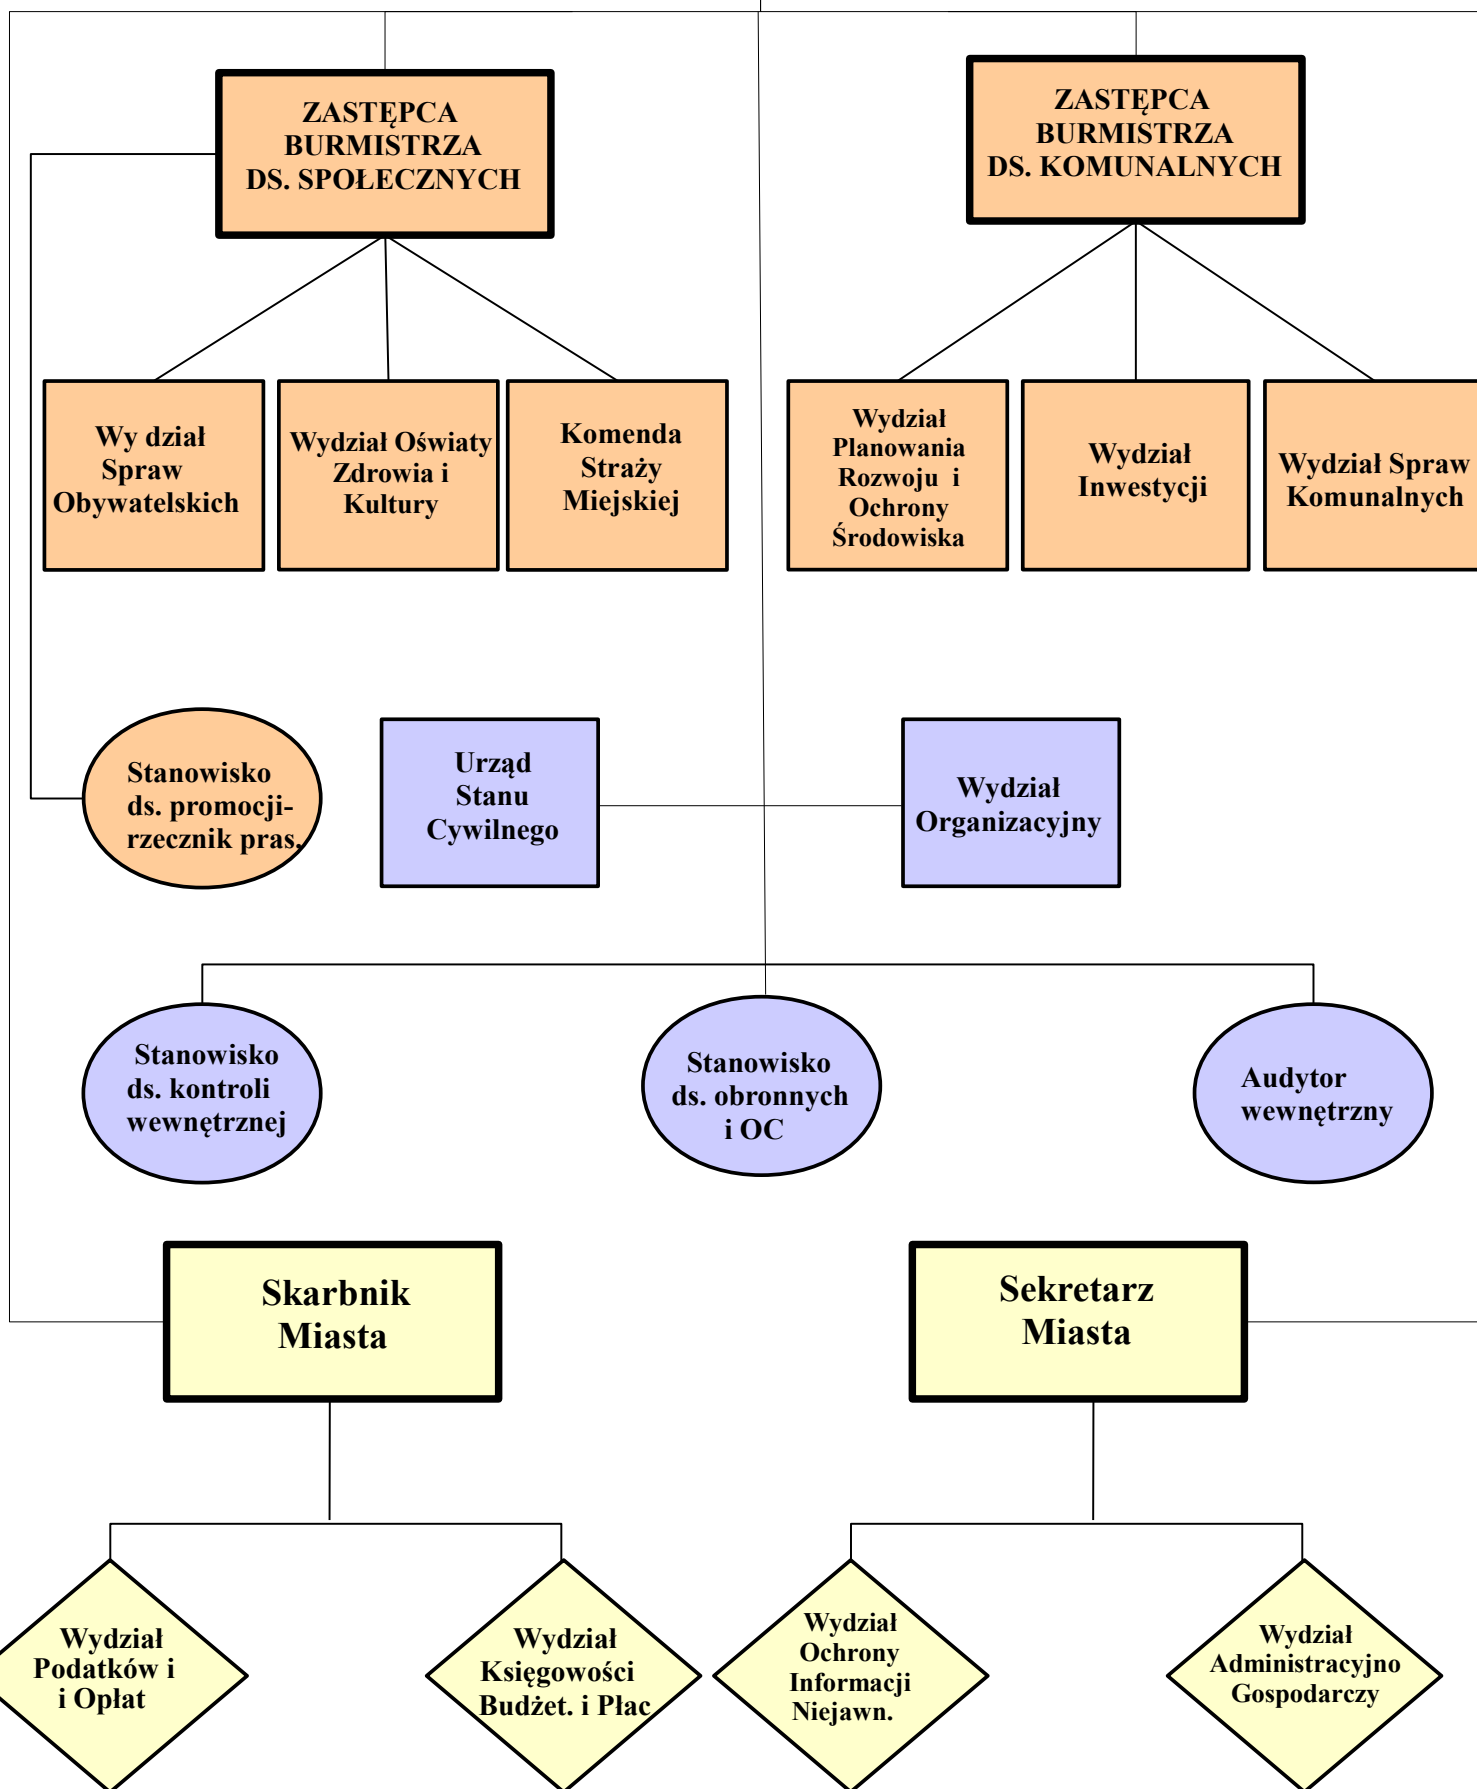 ZASTĘPCA
BURMISTRZA
DS. SPOŁECZNYCH
ZASTĘPCA
BURMISTRZA
DS. KOMUNALNYCH
Wy dział
Spraw
Obywatelskich
Wydział Oświaty
Zdrowia i
Kultury
Komenda
Straży
Miejskiej
Wydział
Planowania
Rozwoju i
Ochrony
Środowiska
Wydział
Inwestycji
Wydział Spraw
Komunalnych
Stanowisko
ds. promocji-
rzecznik pras.
Urząd
Stanu
Cywilnego
Wydział
Organizacyjny
Stanowisko
ds. kontroli
wewnętrznej
Stanowisko
ds. obronnych
i OC
Audytor
wewnętrzny
Skarbnik
Miasta
Sekretarz
Miasta
Wydział
Podatków i
i Opłat
Wydział
Księgowości
Budżet. i Płac
Wydział
Ochrony
Informacji
Niejawn.
Wydział
Administracyjno
Gospodarczy